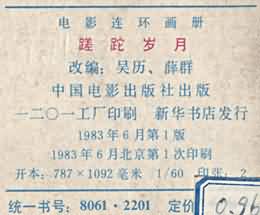 电影连环画册
蹉跎岁月
改编：吴历、薛群
中国电影出版社出版
一二〇一工厂印刷 新华书店发行
1983年6月第1版
1983年6月北京第1次印刷
开本：787×1092毫米 1/60 印张：2
统一书号：8061·2201 定价
0.96